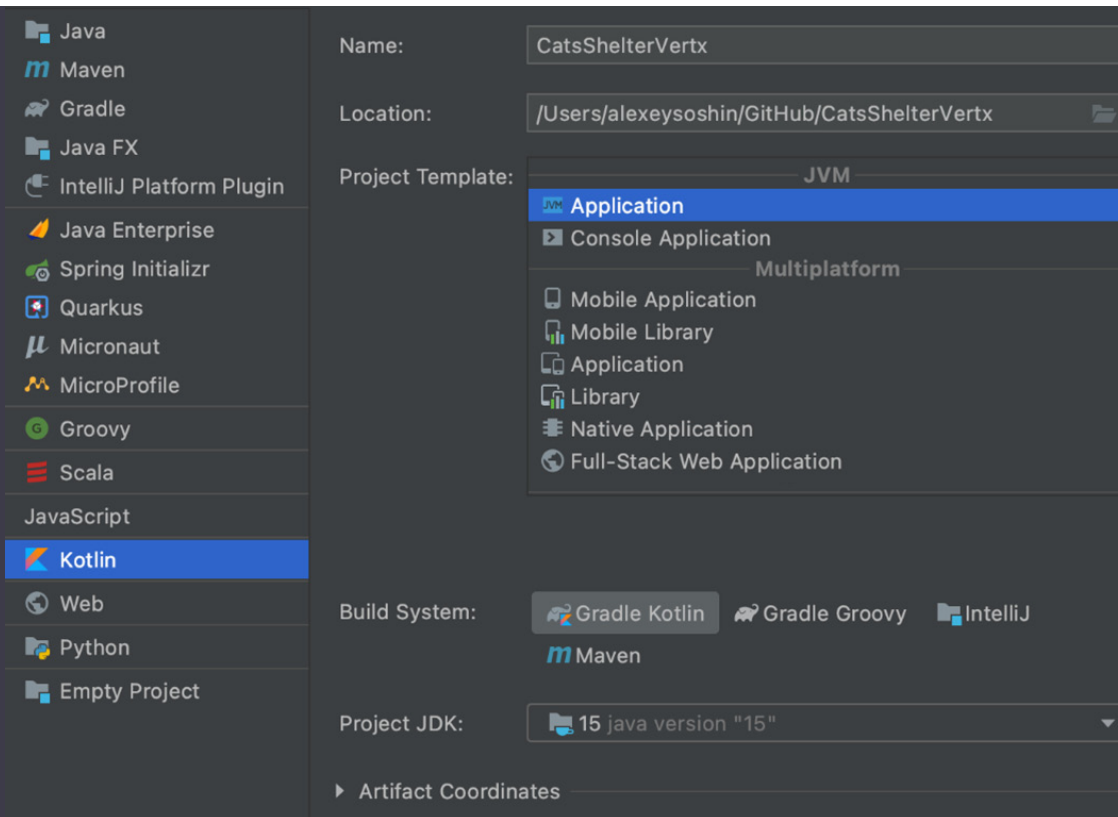 Java
Maven
Gradle
Java FX
IntelliJ Platform Plugin
Java Enterprise
Spring Initializr
Quarkus
Micronaut
MicroProfile
Groovy
Scala
JavaScript
Kotlin
Web
Python
Empty Project
Name: CatsShelterVertx
Location: /Users/alexeysoshin/GitHub/CatsShelterVertx
Project Template:
JVM
Application
Console Application
Multiplatform
Mobile Application
Mobile Library
Application
Library
Native Application
Full-Stack Web Application
Build System: Gradle Kotlin Gradle Groovy IntelliJ
Maven
Project JDK: 15 java version "15"
Artifact Coordinates